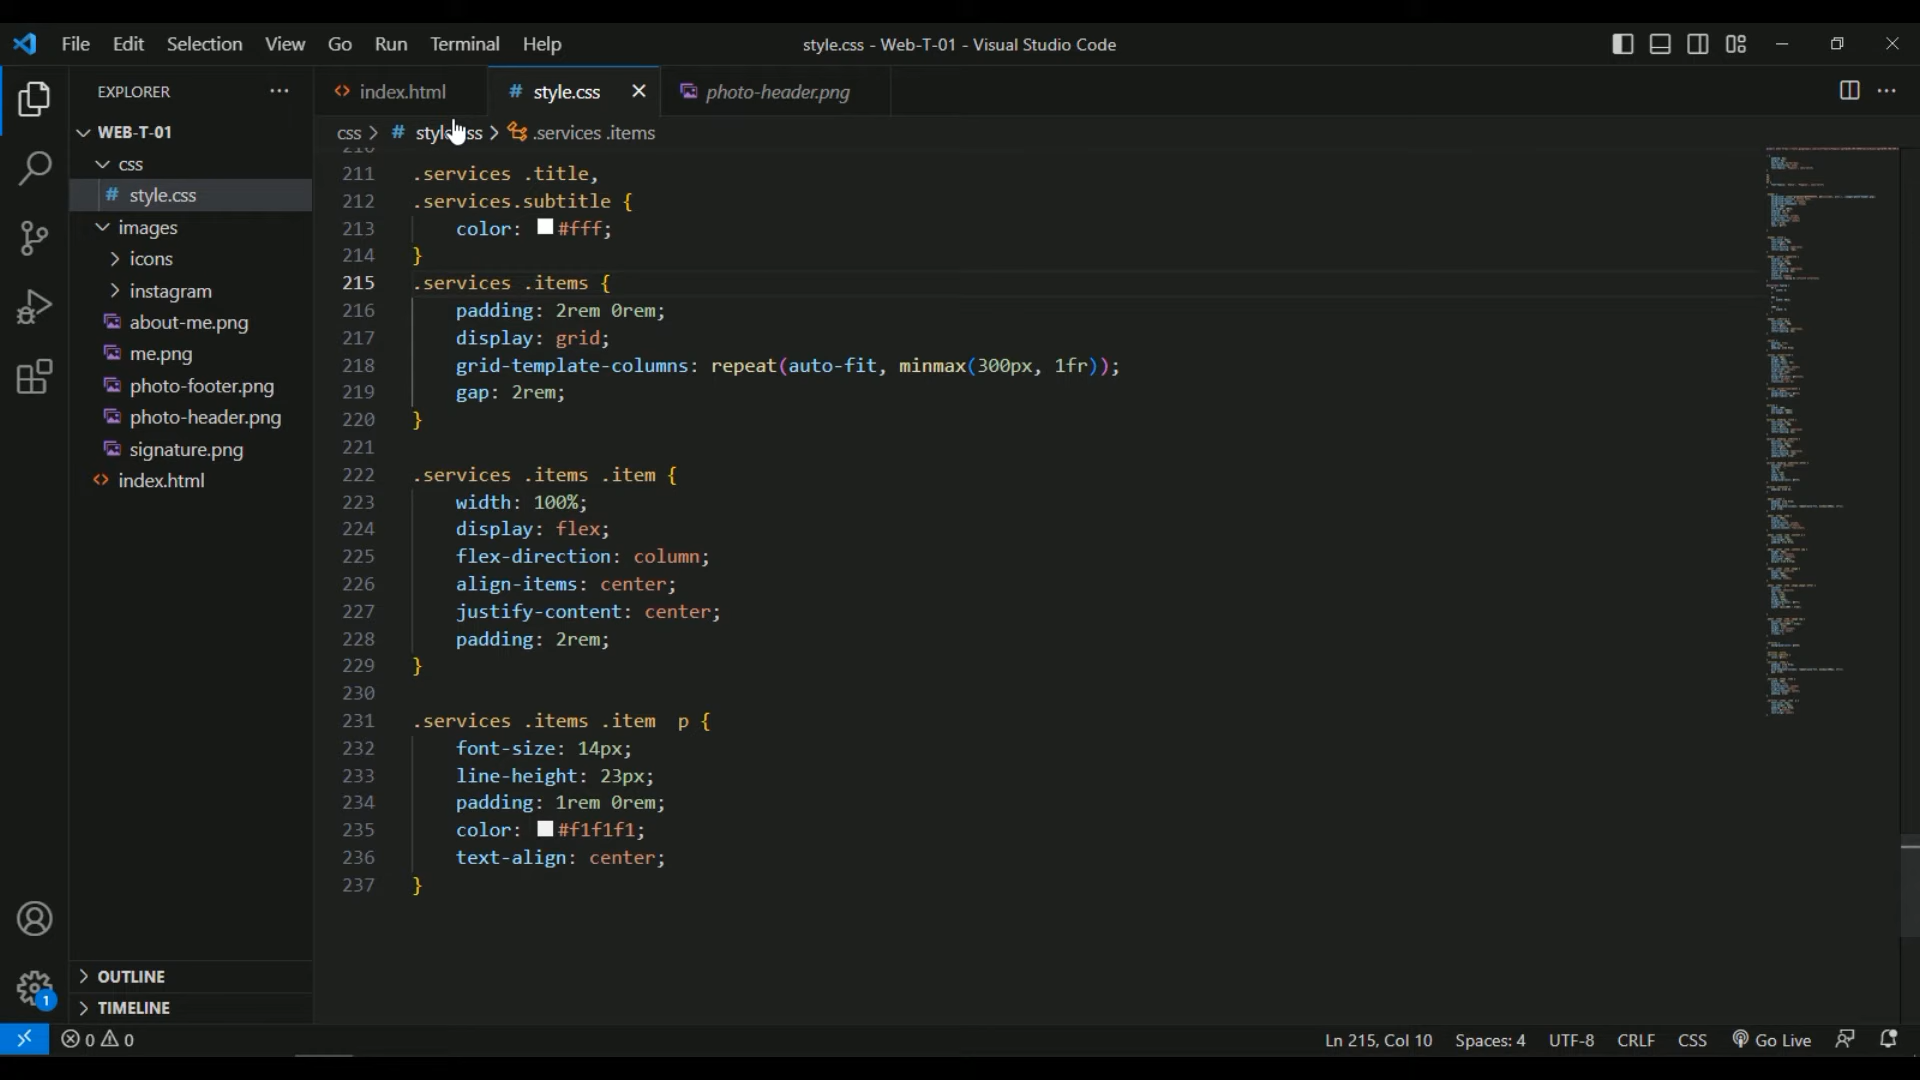 File Edit Selection View Go Run Terminal Help
style.css - Web-T-01 - Visual Studio Code
EXPLORER
index.html
style.css
photo-header.png
WEB-T-01
css
style.css
images
icons
instagram
about-me.png
me.png
photo-footer.png
photo-header.png
signature.png
index.html
OUTLINE
TIMELINE
css > # style.css > .services .items
211 .services .title,
212 .services.subtitle {
213 color: #fff;
214 }
215 .services .items {
216 padding: 2rem 0rem;
217 display: grid;
218 grid-template-columns: repeat(auto-fit, minmax(300px, 1fr));
219 gap: 2rem;
220 }
221
222 .services .items .item {
223 width: 100%;
224 display: flex;
225 flex-direction: column;
226 align-items: center;
227 justify-content: center;
228 padding: 2rem;
229 }
230
231 .services .items .item  p {
232 font-size: 14px;
233 line-height: 23px;
234 padding: 1rem 0rem;
235 color: #f1f1f1;
236 text-align: center;
237 }
1
0 0
Ln 215, Col 10 Spaces: 4 UTF-8 CRLF CSS Go Live